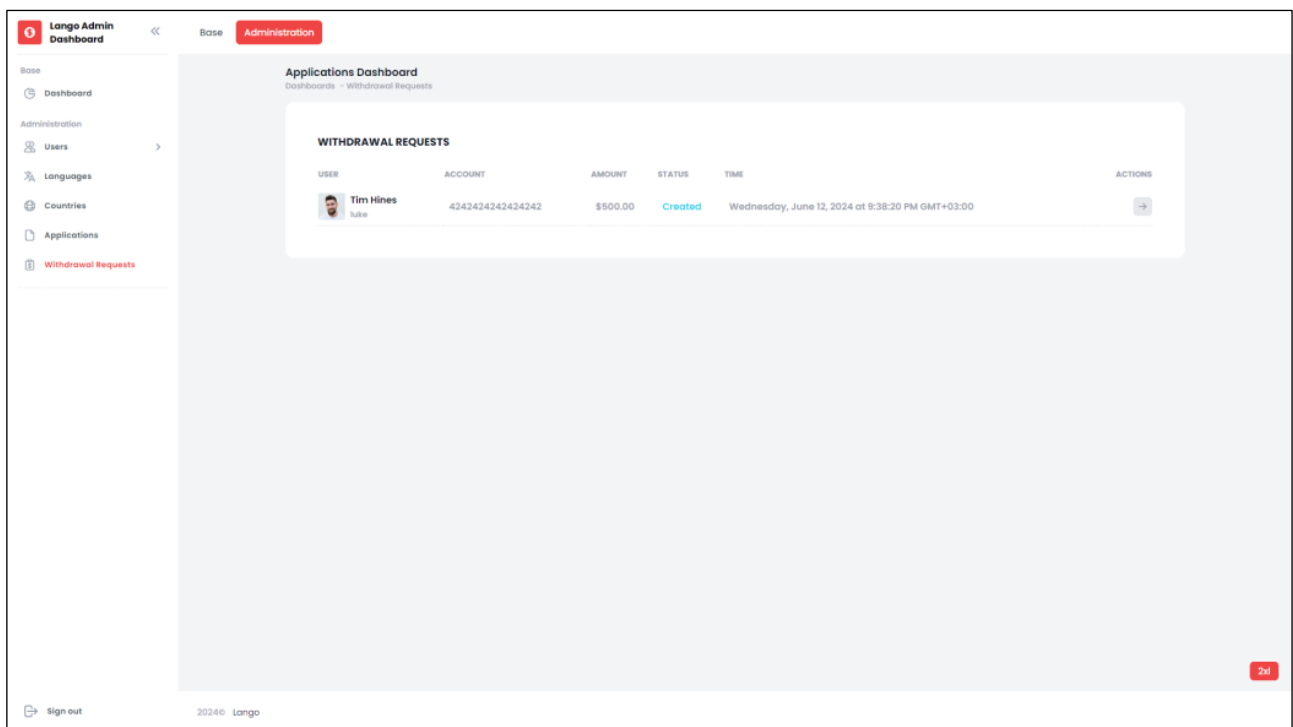 Lango Admin
Dashboard
Base
Administration
Base
Dashboard
Administration
Users
Languages
Countries
Applications
Withdrawal Requests
Sign out
Applications Dashboard
Dashboards - Withdrawal Requests
WITHDRAWAL REQUESTS
USER ACCOUNT AMOUNT STATUS TIME ACTIONS
Tim Hines
luke
4242424242424242 $500.00 Created Wednesday, June 12, 2024 at 9:38:20 PM GMT+03:00
2xl
2024© Lango